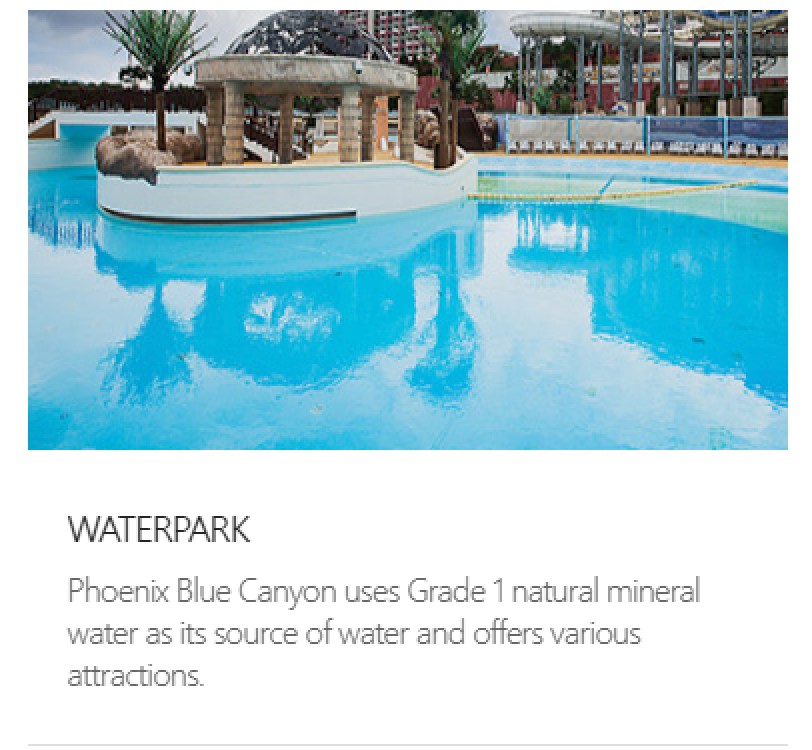 WATERPARK
Phoenix Blue Canyon uses Grade 1 natural mineral
water as its source of water and offers various
attractions.